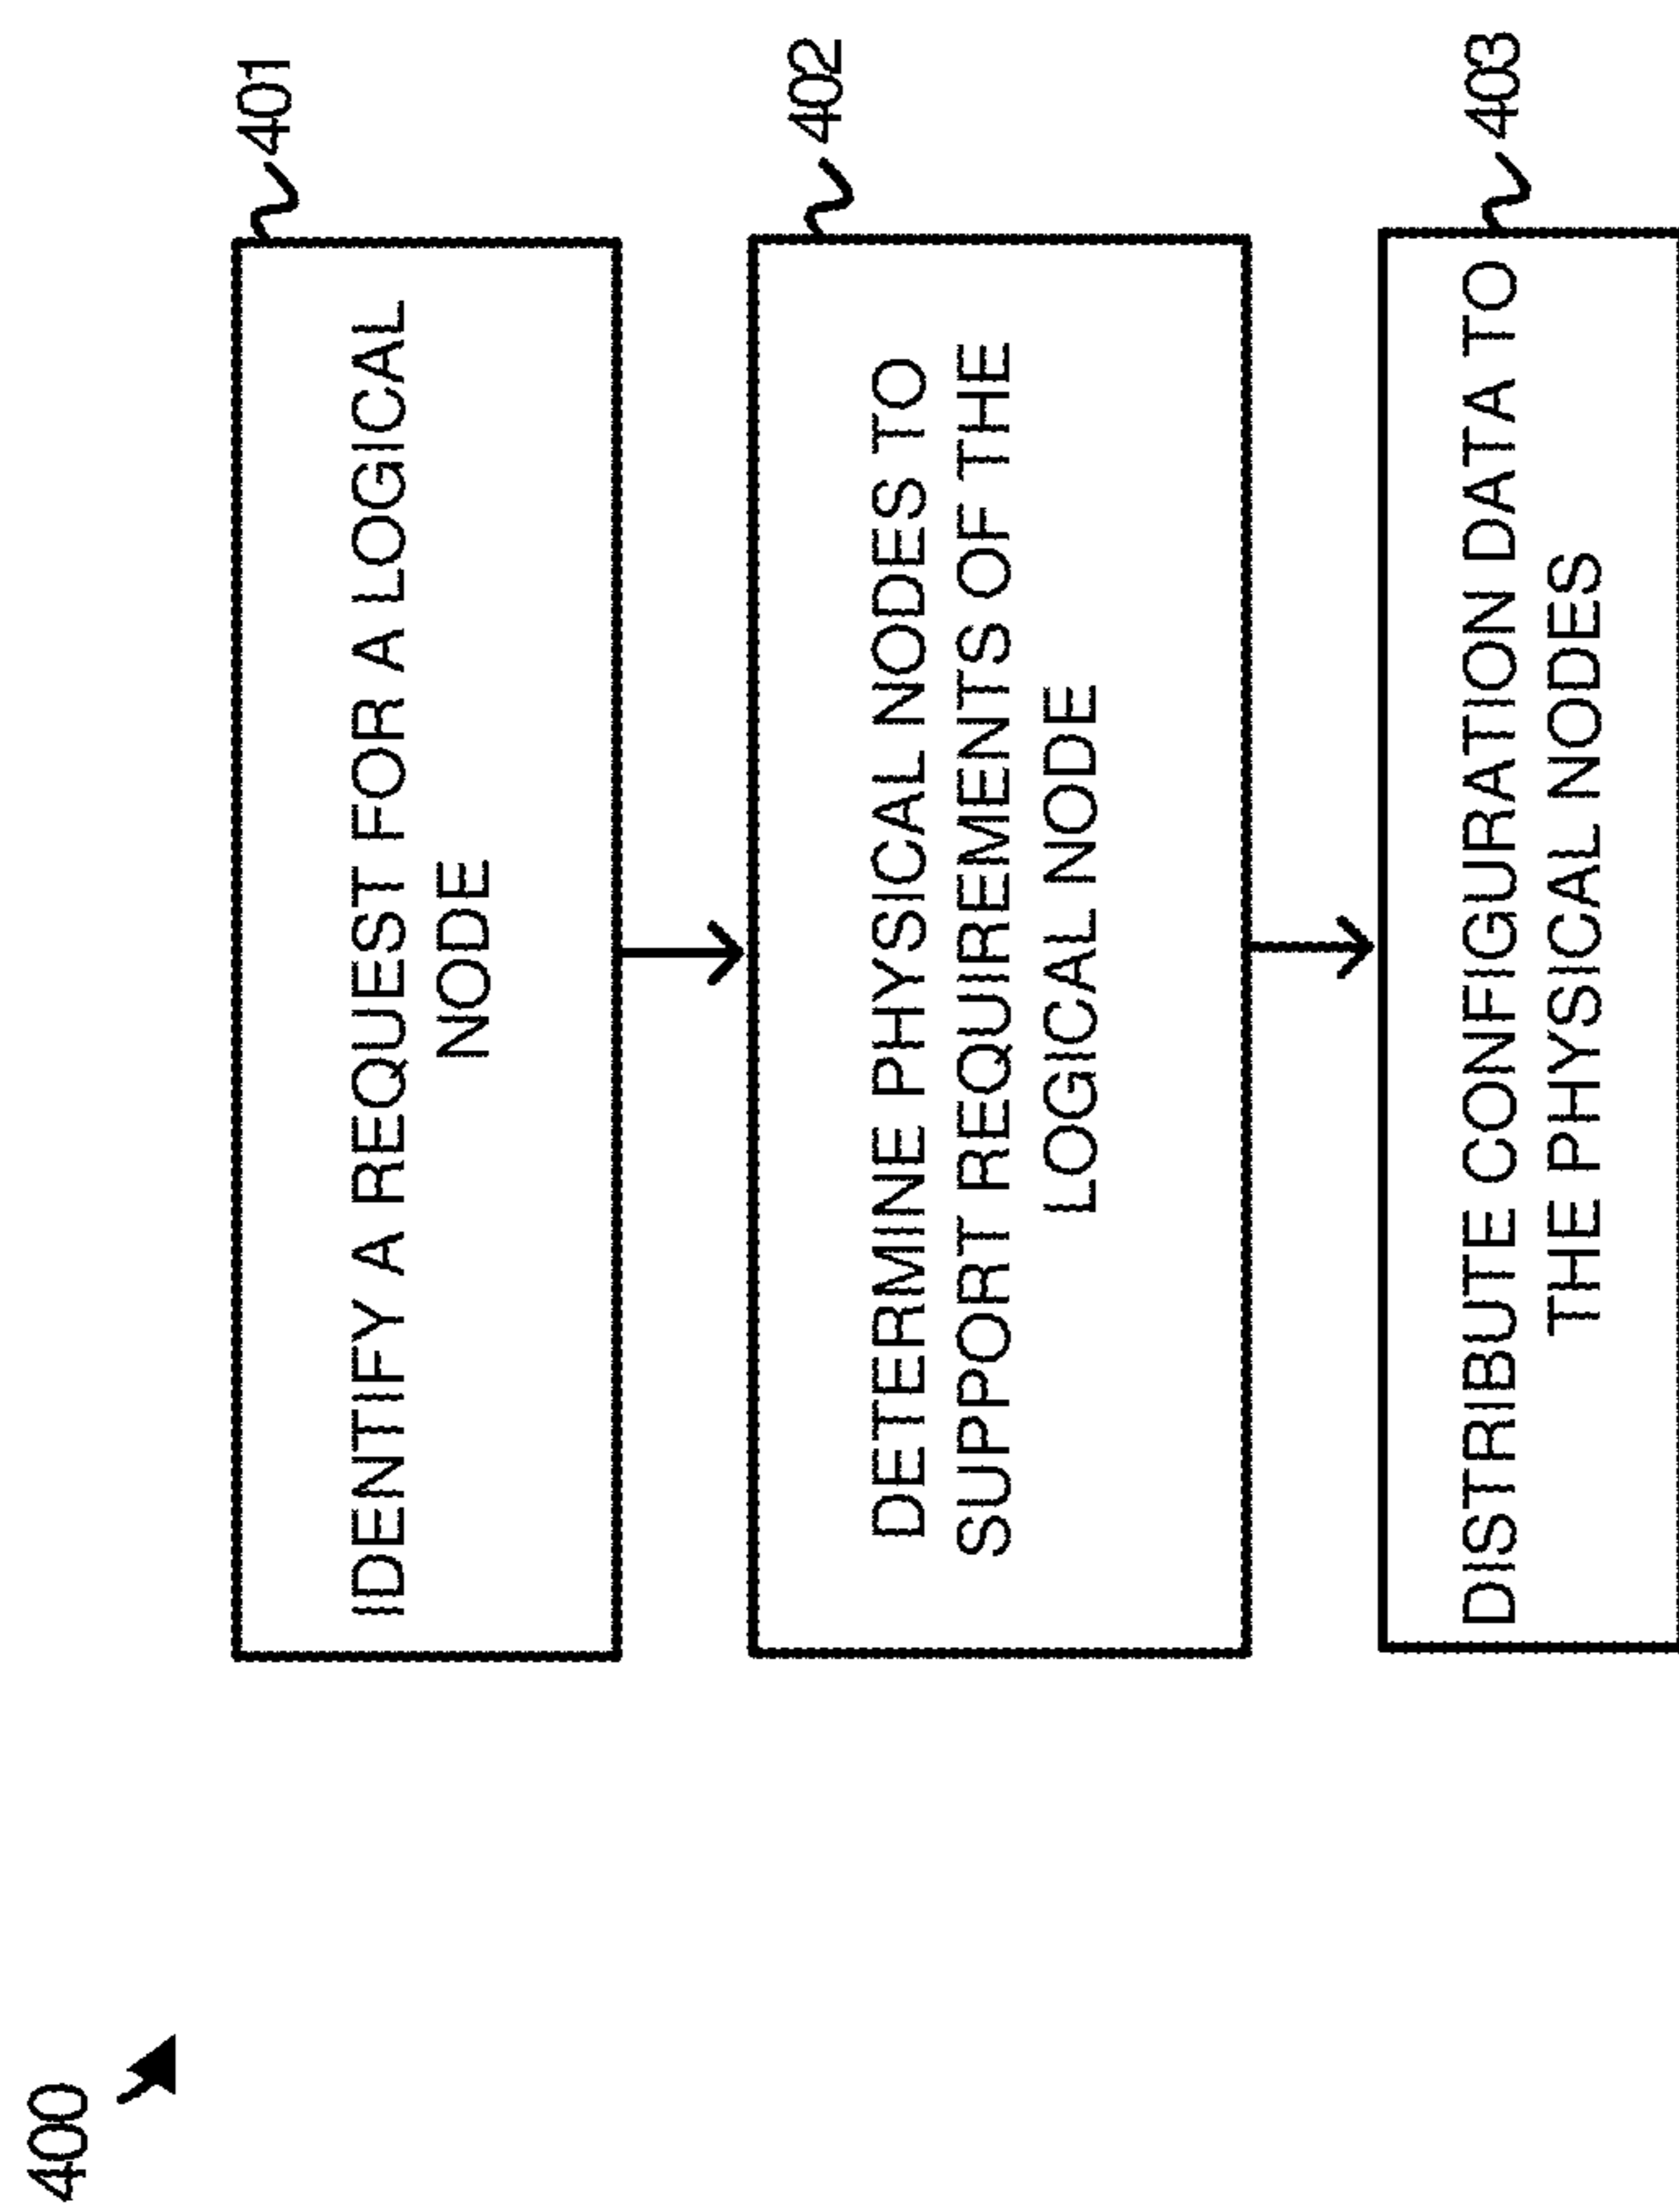 400
401
IDENTIFY A REQUEST FOR A LOGICAL
NODE
402
DETERMINE PHYSICAL NODES TO
SUPPORT REQUIREMENTS OF THE
LOGICAL NODE
403
DISTRIBUTE CONFIGURATION DATA TO
THE PHYSICAL NODES